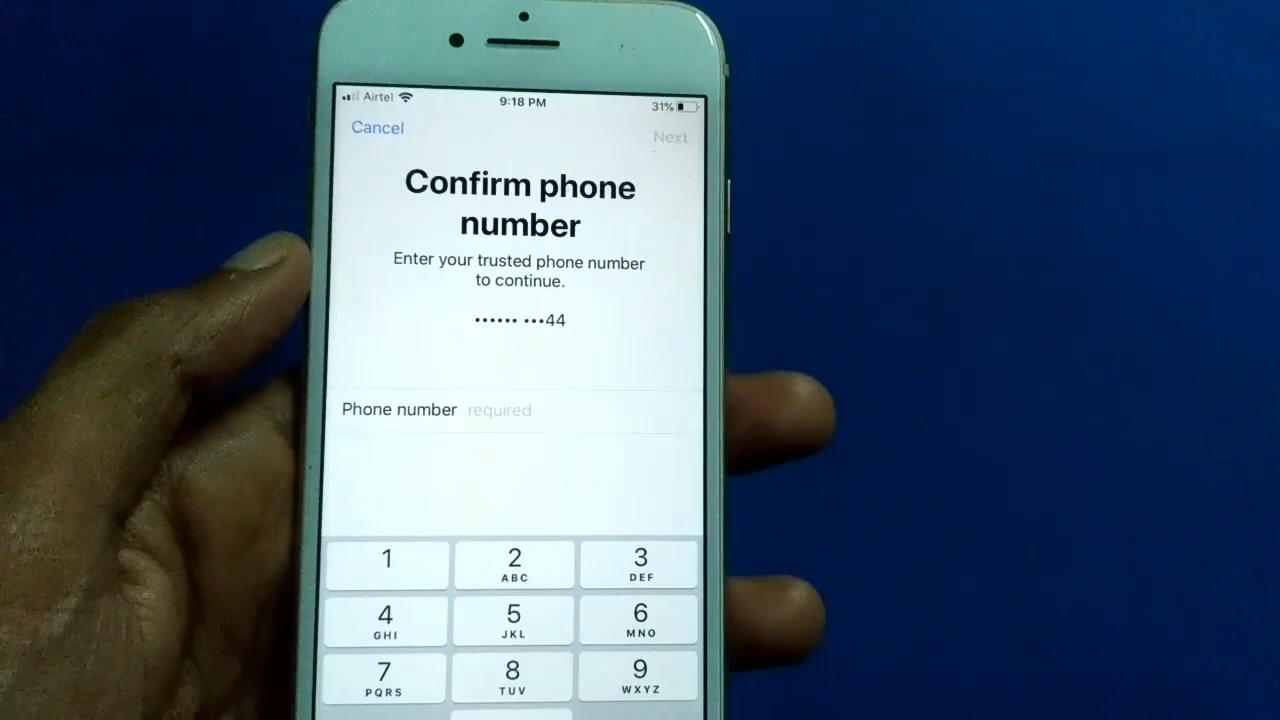 Airtel 9:18 PM 31%
Cancel Next
Confirm phone
number
Enter your trusted phone number
to continue.
•••••• •••44
Phone number required
1 2 3
ABC DEF
4 5 6
GHI JKL MNO
7 8 9
PQRS TUV WXYZ